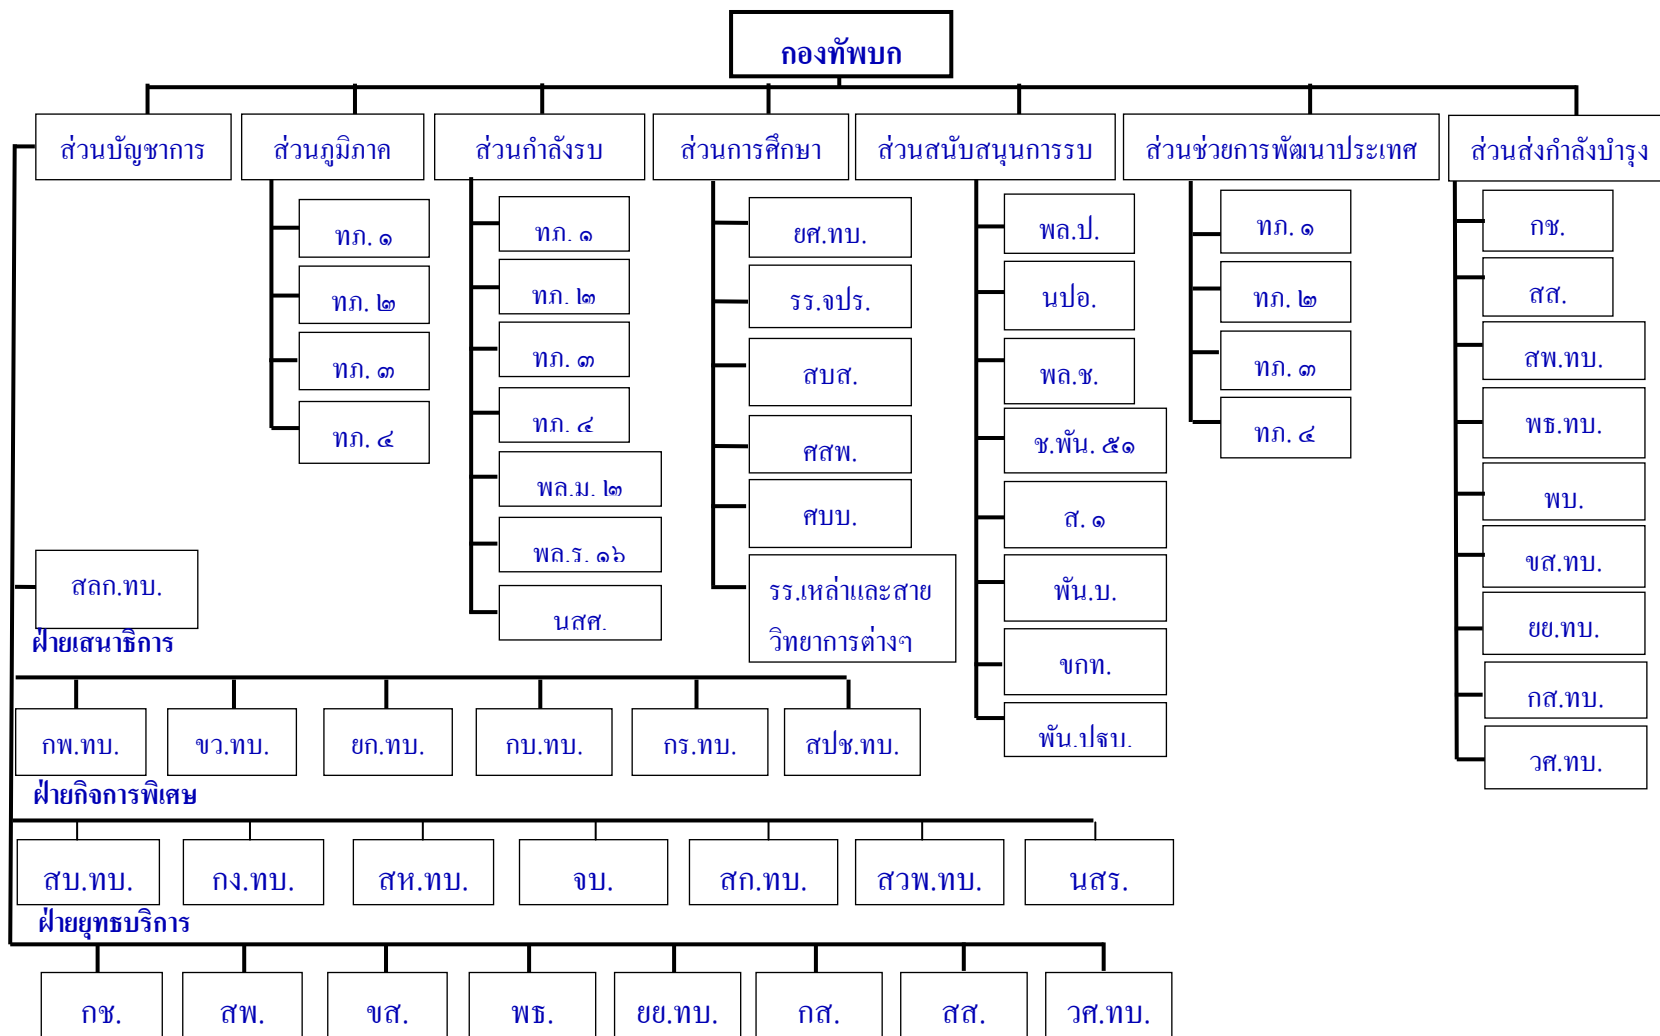 กองทัพบก
ส่วนบัญชาการ
ส่วนภูมิภาค
ส่วนกำลังรบ
ส่วนการศึกษา
ส่วนสนับสนุนการรบ
ส่วนช่วยการพัฒนาประเทศ
ส่วนส่งกำลังบำรุง
ทภ. ๑
ทภ. ๒
ทภ. ๓
ทภ. ๔
ทภ. ๑
ทภ. ๒
ทภ. ๓
ทภ. ๔
พล.ม. ๒
พล.ร. ๑๖
นสศ.
ยศ.ทบ.
รร.จปร.
สบส.
ศสพ.
ศบบ.
รร.เหล่าและสาย
วิทยาการต่างๆ
พล.ป.
นปอ.
พล.ช.
ช.พัน. ๕๑
ส. ๑
พัน.บ.
ขกท.
พัน.ปจบ.
ทภ. ๑
ทภ. ๒
ทภ. ๓
ทภ. ๔
กช.
สส.
สพ.ทบ.
พธ.ทบ.
พบ.
ขส.ทบ.
ยย.ทบ.
กส.ทบ.
วศ.ทบ.
สลก.ทบ.
ฝ่ายเสนาธิการ
กพ.ทบ.
ขว.ทบ.
ยก.ทบ.
กบ.ทบ.
กร.ทบ.
สปช.ทบ.
ฝ่ายกิจการพิเศษ
สบ.ทบ.
กง.ทบ.
สห.ทบ.
จบ.
สก.ทบ.
สวพ.ทบ.
นสร.
ฝ่ายยุทธบริการ
กช.
สพ.
ขส.
พธ.
ยย.ทบ.
กส.
สส.
วศ.ทบ.